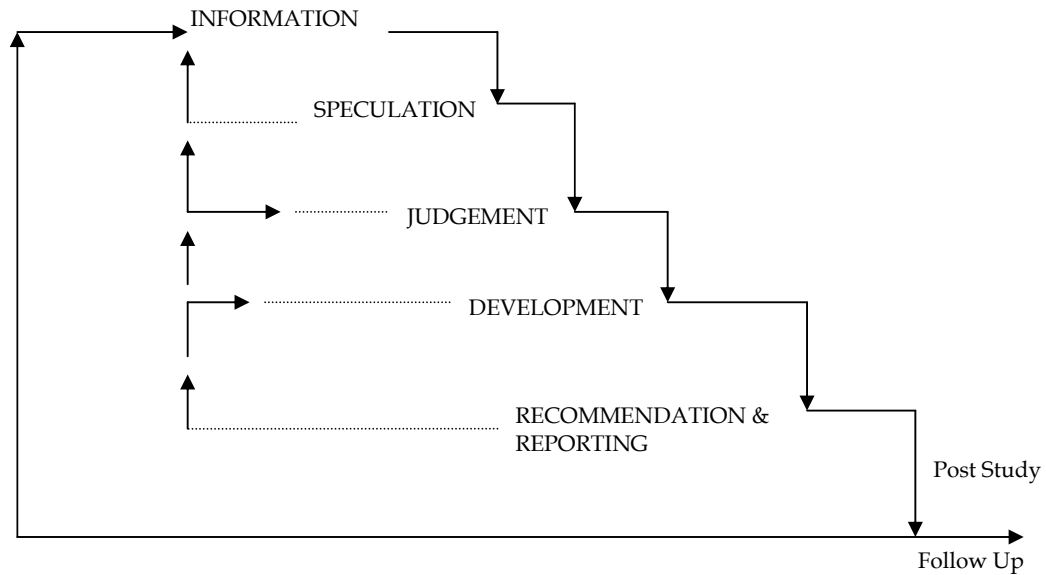 INFORMATION
SPECULATION
JUDGEMENT
DEVELOPMENT
RECOMMENDATION &
REPORTING
Post Study
Follow Up